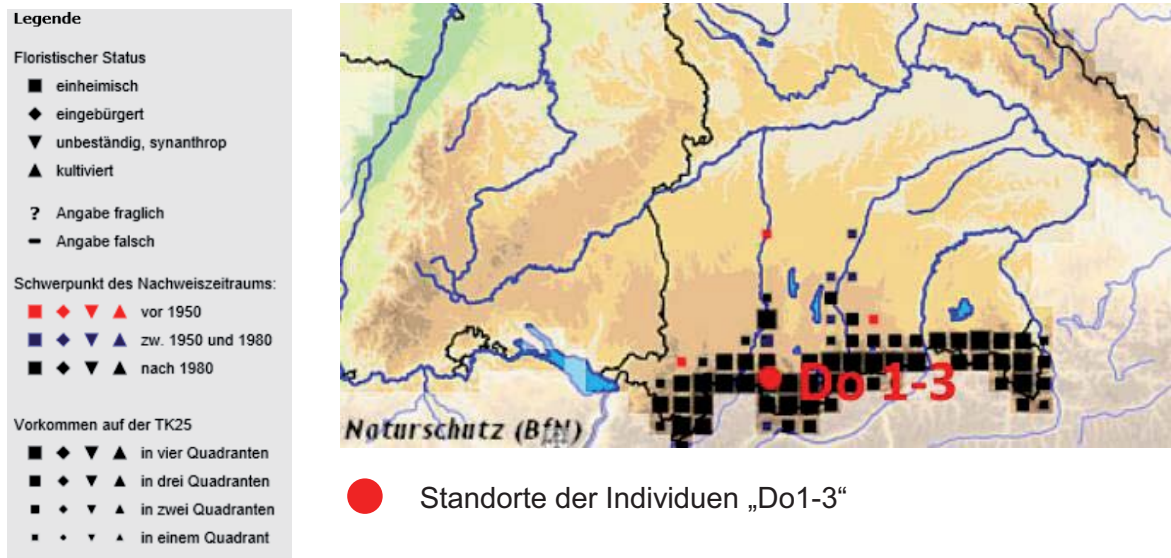 Legende
Floristischer Status
einheimisch
eingebürgert
unbeständig, synanthrop
kultiviert
? Angabe fraglich
Angabe falsch
Schwerpunkt des Nachweiszeitraums:
vor 1950
zw. 1950 und 1980
nach 1980
Vorkommen auf der TK25
in vier Quadranten
in drei Quadranten
in zwei Quadranten
in einem Quadrant
Do 1-3
Naturschutz (BfN)
Standorte der Individuen „Do1-3“